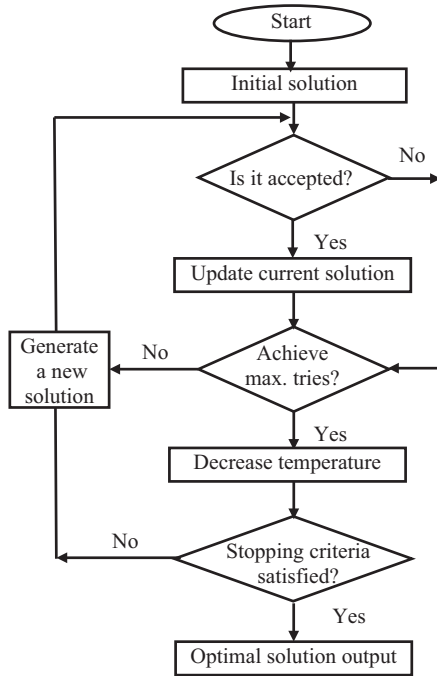 Start
Initial solution
No
Is it accepted?
Yes
Update current solution
Generate
a new
solution
No
Achieve
max. tries?
Yes
Decrease temperature
No
Stopping criteria
satisfied?
Yes
Optimal solution output